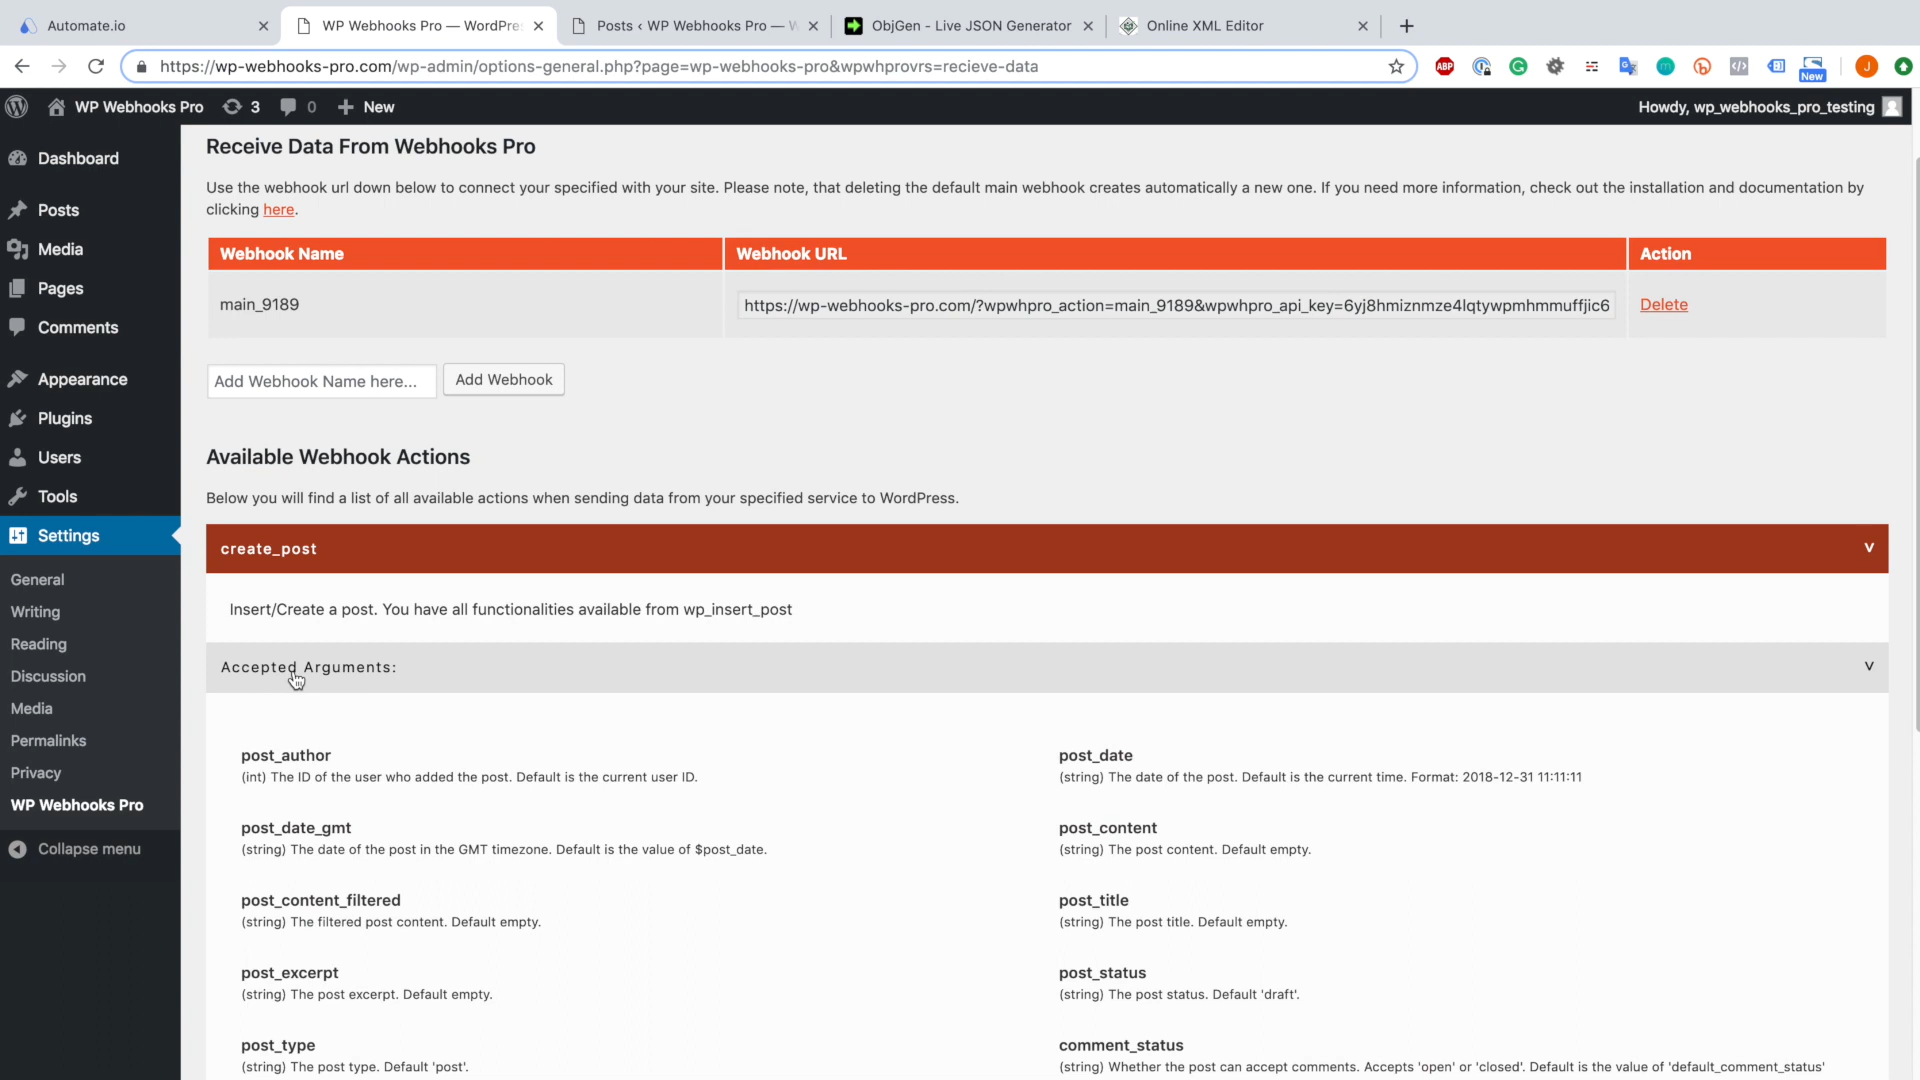 Automate.io
WP Webhooks Pro — WordPre
Posts ‹ WP Webhooks Pro — W
ObjGen - Live JSON Generator
Online XML Editor
https://wp-webhooks-pro.com/wp-admin/options-general.php?page=wp-webhooks-pro&wpwhprovrs=recieve-data
ABP
New
J
WP Webhooks Pro
3
0
New
Howdy, wp_webhooks_pro_testing
Dashboard
Posts
Media
Pages
Comments
Appearance
Plugins
Users
Tools
Settings
General
Writing
Reading
Discussion
Media
Permalinks
Privacy
WP Webhooks Pro
Collapse menu
Receive Data From Webhooks Pro
Use the webhook url down below to connect your specified with your site. Please note, that deleting the default main webhook creates automatically a new one. If you need more information, check out the installation and documentation by
clicking here.
Webhook Name
Webhook URL
Action
main_9189
https://wp-webhooks-pro.com/?wpwhpro_action=main_9189&wpwhpro_api_key=6yj8hmiznmze4lqtywpmhmmuffjic6
Delete
Add Webhook Name here...
Add Webhook
Available Webhook Actions
Below you will find a list of all available actions when sending data from your specified service to WordPress.
create_post
v
Insert/Create a post. You have all functionalities available from wp_insert_post
Accepted Arguments:
v
post_author
(int) The ID of the user who added the post. Default is the current user ID.
post_date
(string) The date of the post. Default is the current time. Format: 2018-12-31 11:11:11
post_date_gmt
(string) The date of the post in the GMT timezone. Default is the value of $post_date.
post_content
(string) The post content. Default empty.
post_content_filtered
(string) The filtered post content. Default empty.
post_title
(string) The post title. Default empty.
post_excerpt
(string) The post excerpt. Default empty.
post_status
(string) The post status. Default 'draft'.
post_type
(string) The post type. Default 'post'.
comment_status
(string) Whether the post can accept comments. Accepts 'open' or 'closed'. Default is the value of 'default_comment_status'